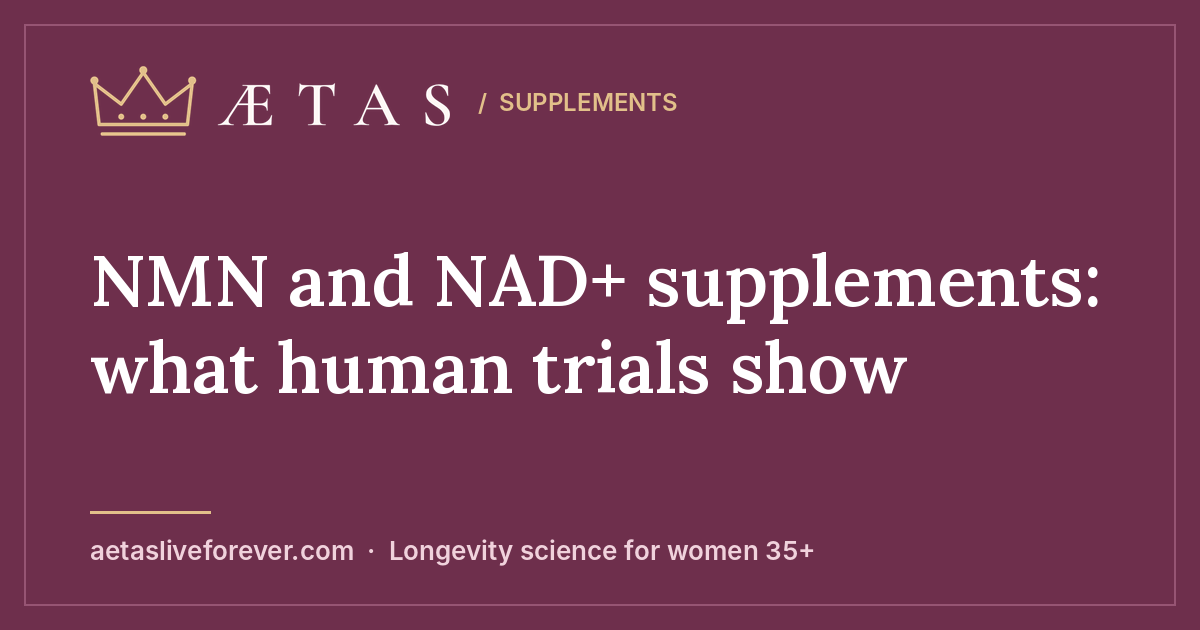 ÆTAS / SUPPLEMENTS
NMN and NAD+ supplements:
what human trials show
aetasliveforever.com · Longevity science for women 35+